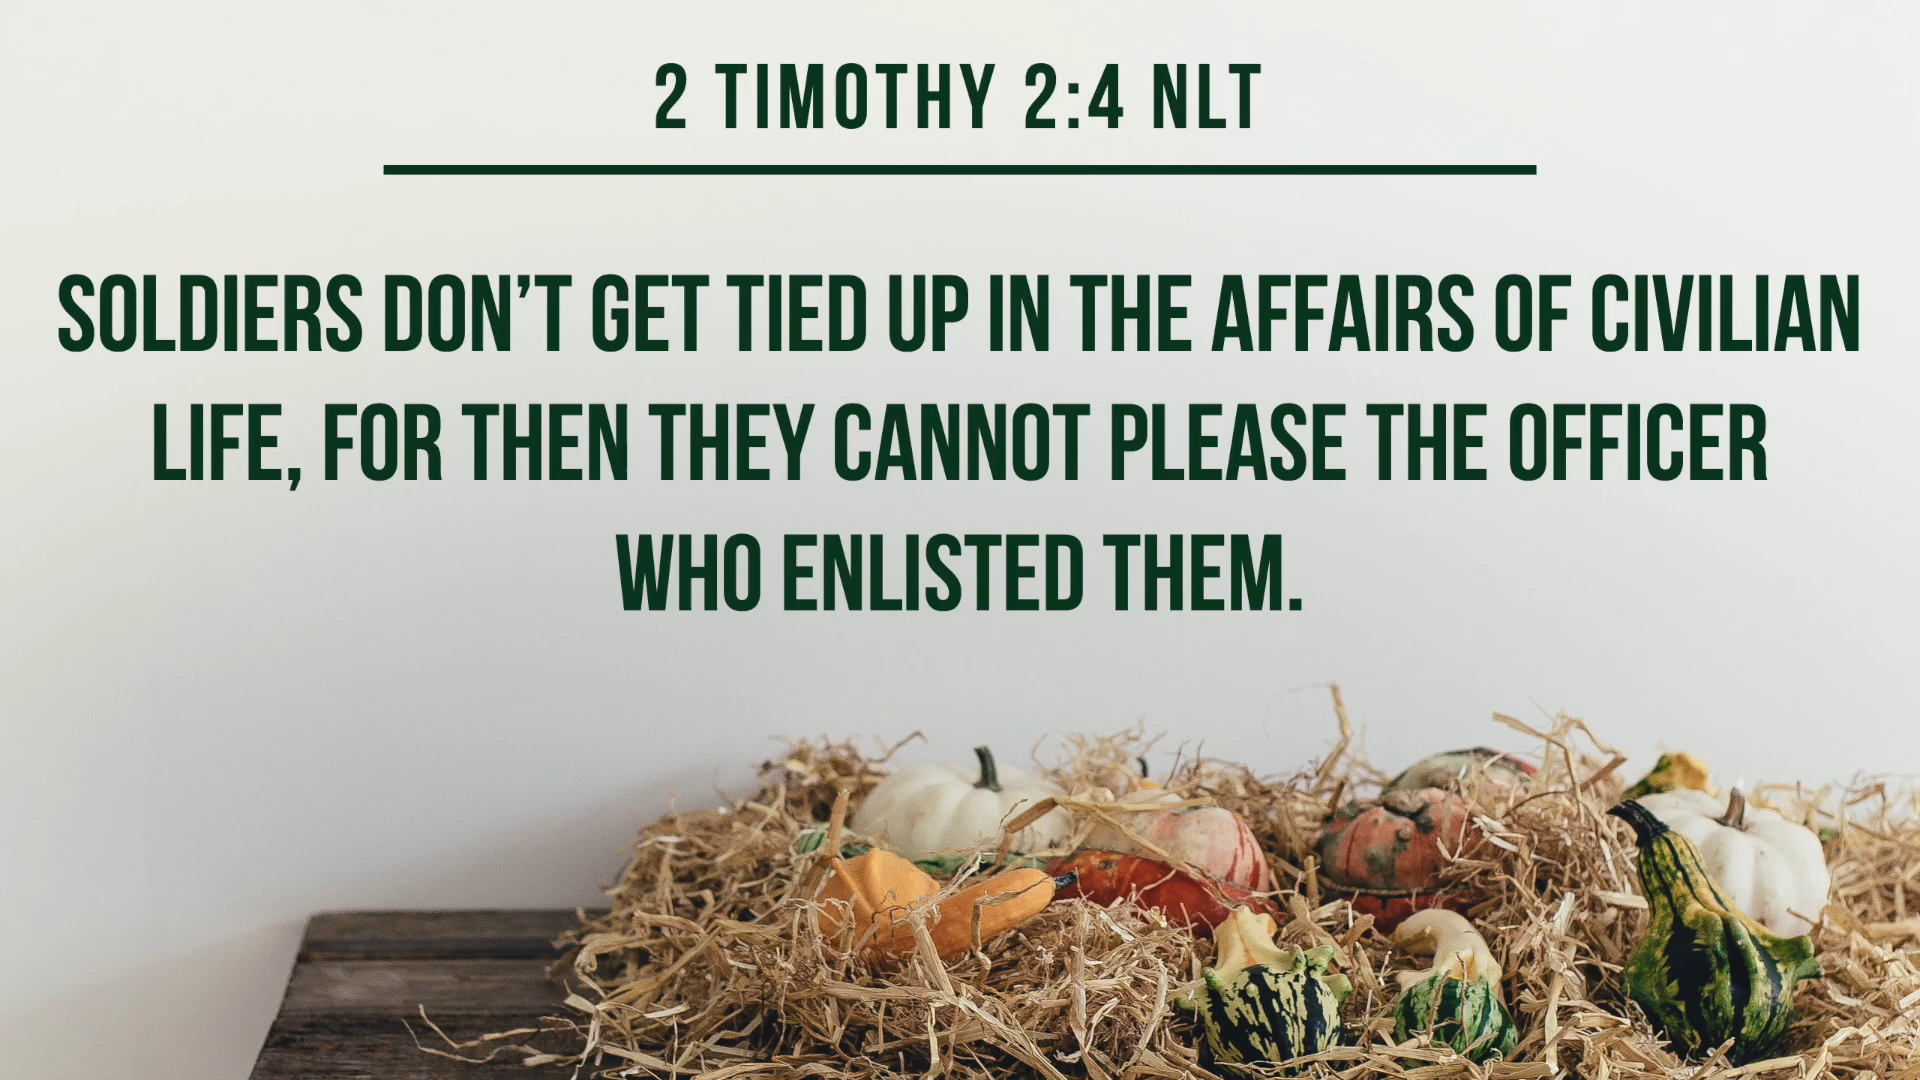 2 TIMOTHY 2:4 NLT
SOLDIERS DON’T GET TIED UP IN THE AFFAIRS OF CIVILIAN
LIFE, FOR THEN THEY CANNOT PLEASE THE OFFICER
WHO ENLISTED THEM.